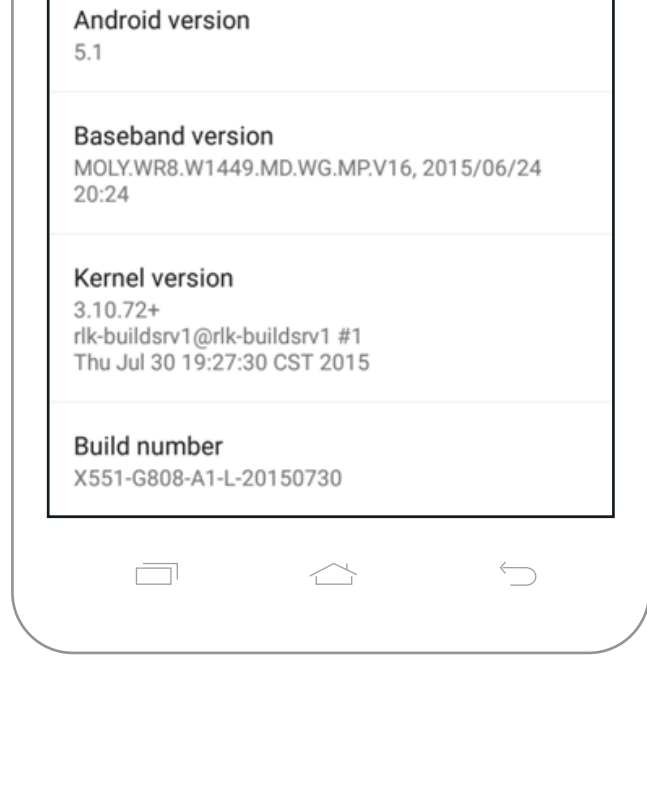 Android version
5.1
Baseband version
MOLY.WR8.W1449.MD.WG.MP.V16, 2015/06/24
20:24
Kernel version
3.10.72+
rlk-buildsrv1@rlk-buildsrv1 #1
Thu Jul 30 19:27:30 CST 2015
Build number
X551-G808-A1-L-20150730